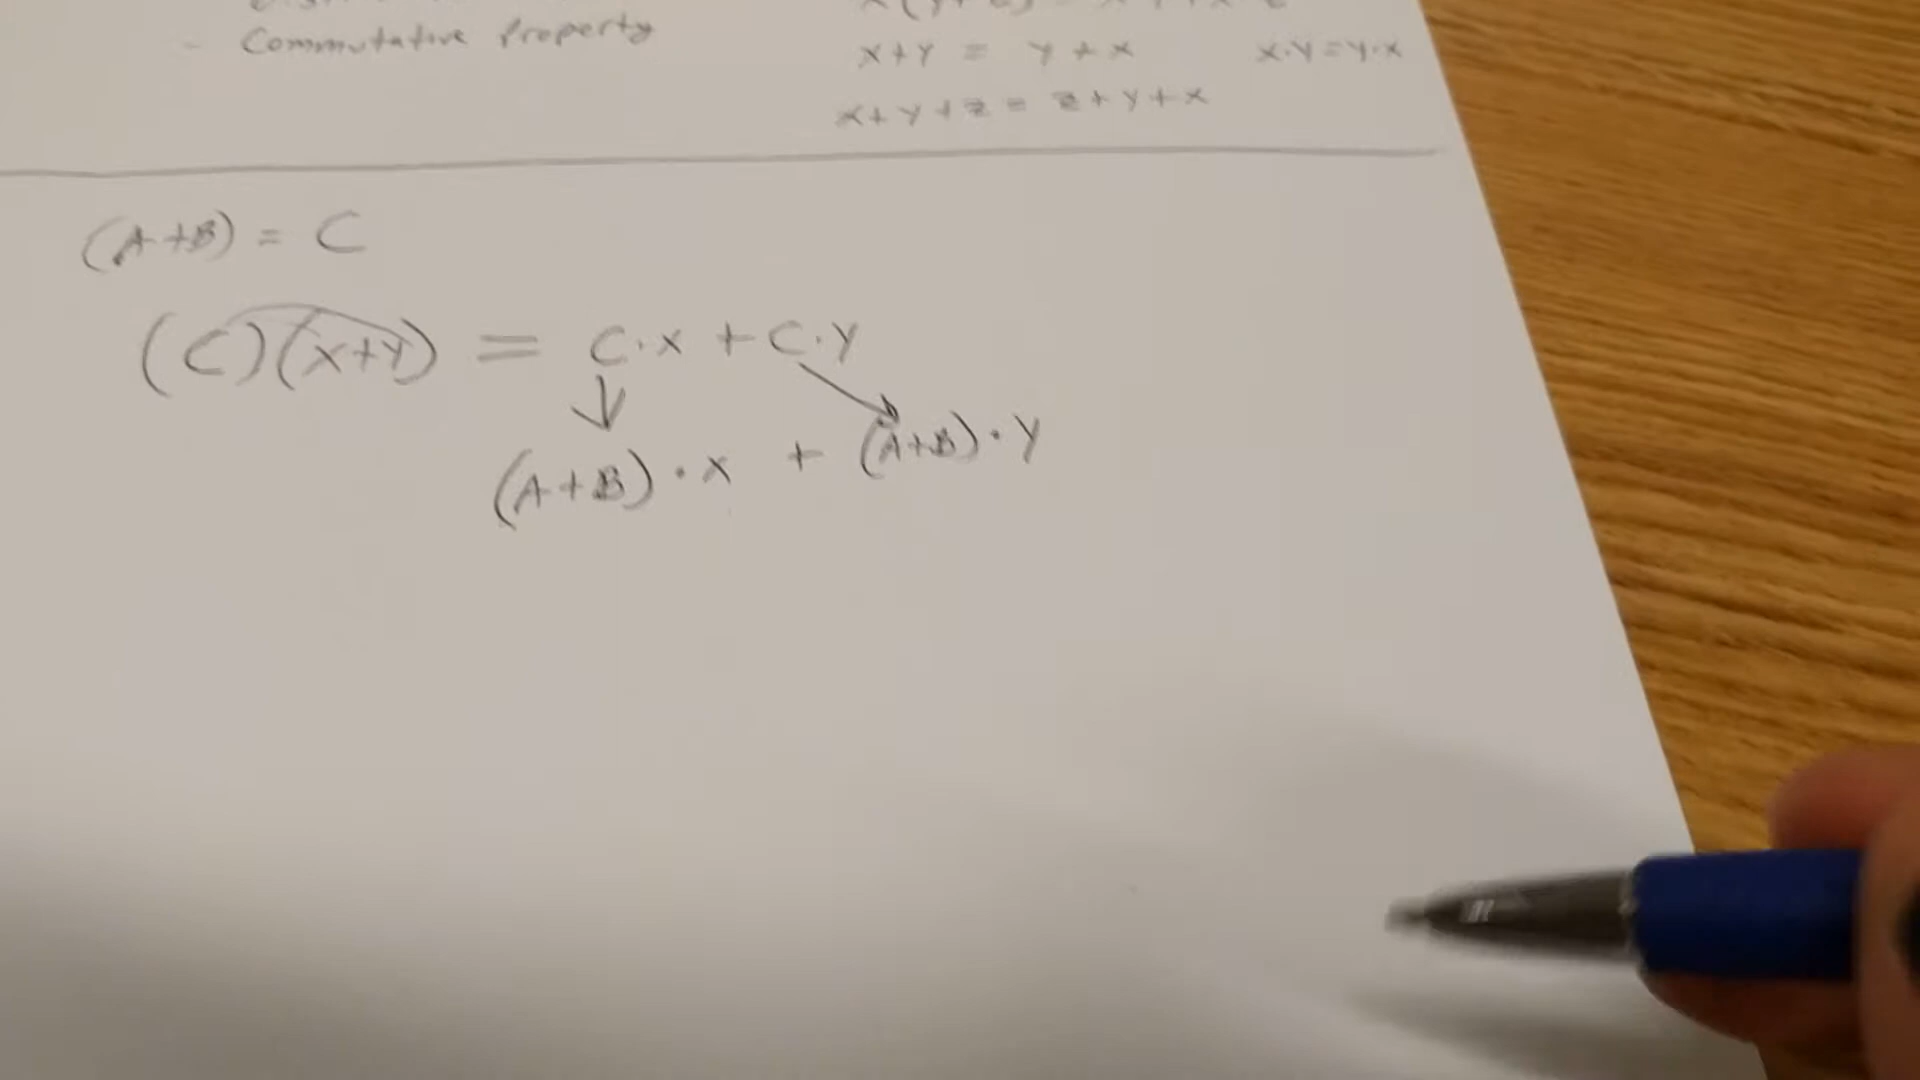 - Commutative Property
x+y = y+x x·y=y·x
x+y+z = z+y+x
(A+B) = C
(C)(x+y) = C·x + C·y
(A+B)·x + (A+B)·y